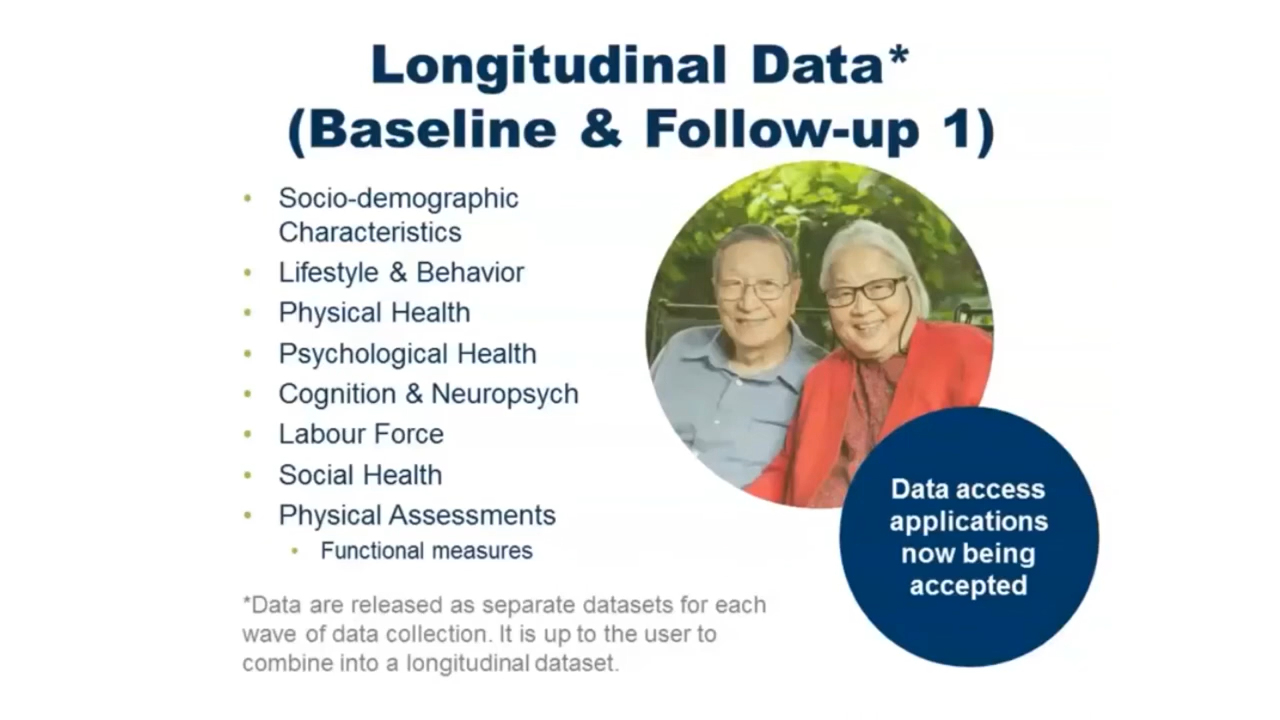 Longitudinal Data*
(Baseline & Follow-up 1)
• Socio-demographic
Characteristics
• Lifestyle & Behavior
• Physical Health
• Psychological Health
• Cognition & Neuropsych
• Labour Force
• Social Health
• Physical Assessments
• Functional measures
Data access
applications
now being
accepted
*Data are released as separate datasets for each
wave of data collection. It is up to the user to
combine into a longitudinal dataset.